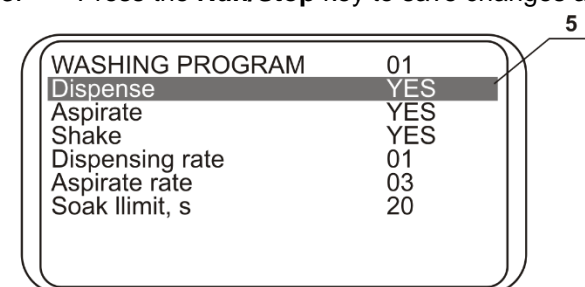 Press the Run/Stop key to save changes a
5
WASHING PROGRAM 01
Dispense YES
Aspirate YES
Shake YES
Dispensing rate 01
Aspirate rate 03
Soak Llimit, s 20